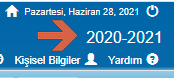 Pazartesi, Haziran 28, 2021
2020-2021
Kişisel Bilgiler Yardım